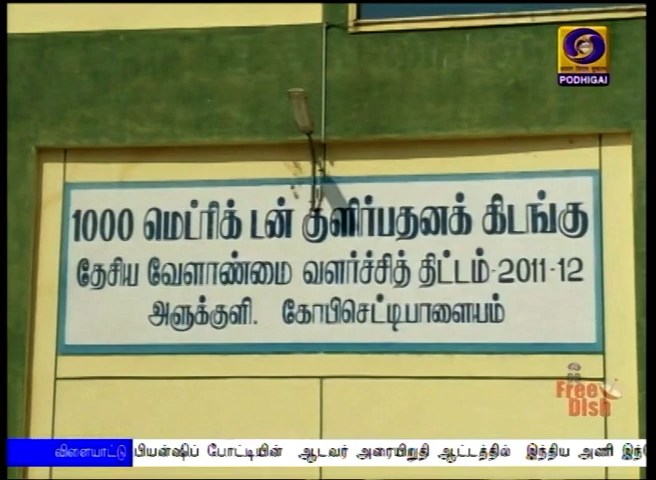 PODHIGAI
1000 மெட்ரிக் டன் குளிர்பதனக் கிடங்கு
தேசிய வேளாண்மை வளர்ச்சித் திட்டம்-2011-12
அளுக்குளி. கோபிசெட்டிபாளையம்
Free Dish
விளையாட்டு பியன்ஷிப் போட்டியின் ஆடவர் அரையிறுதி ஆட்டத்தில் இந்திய அணி